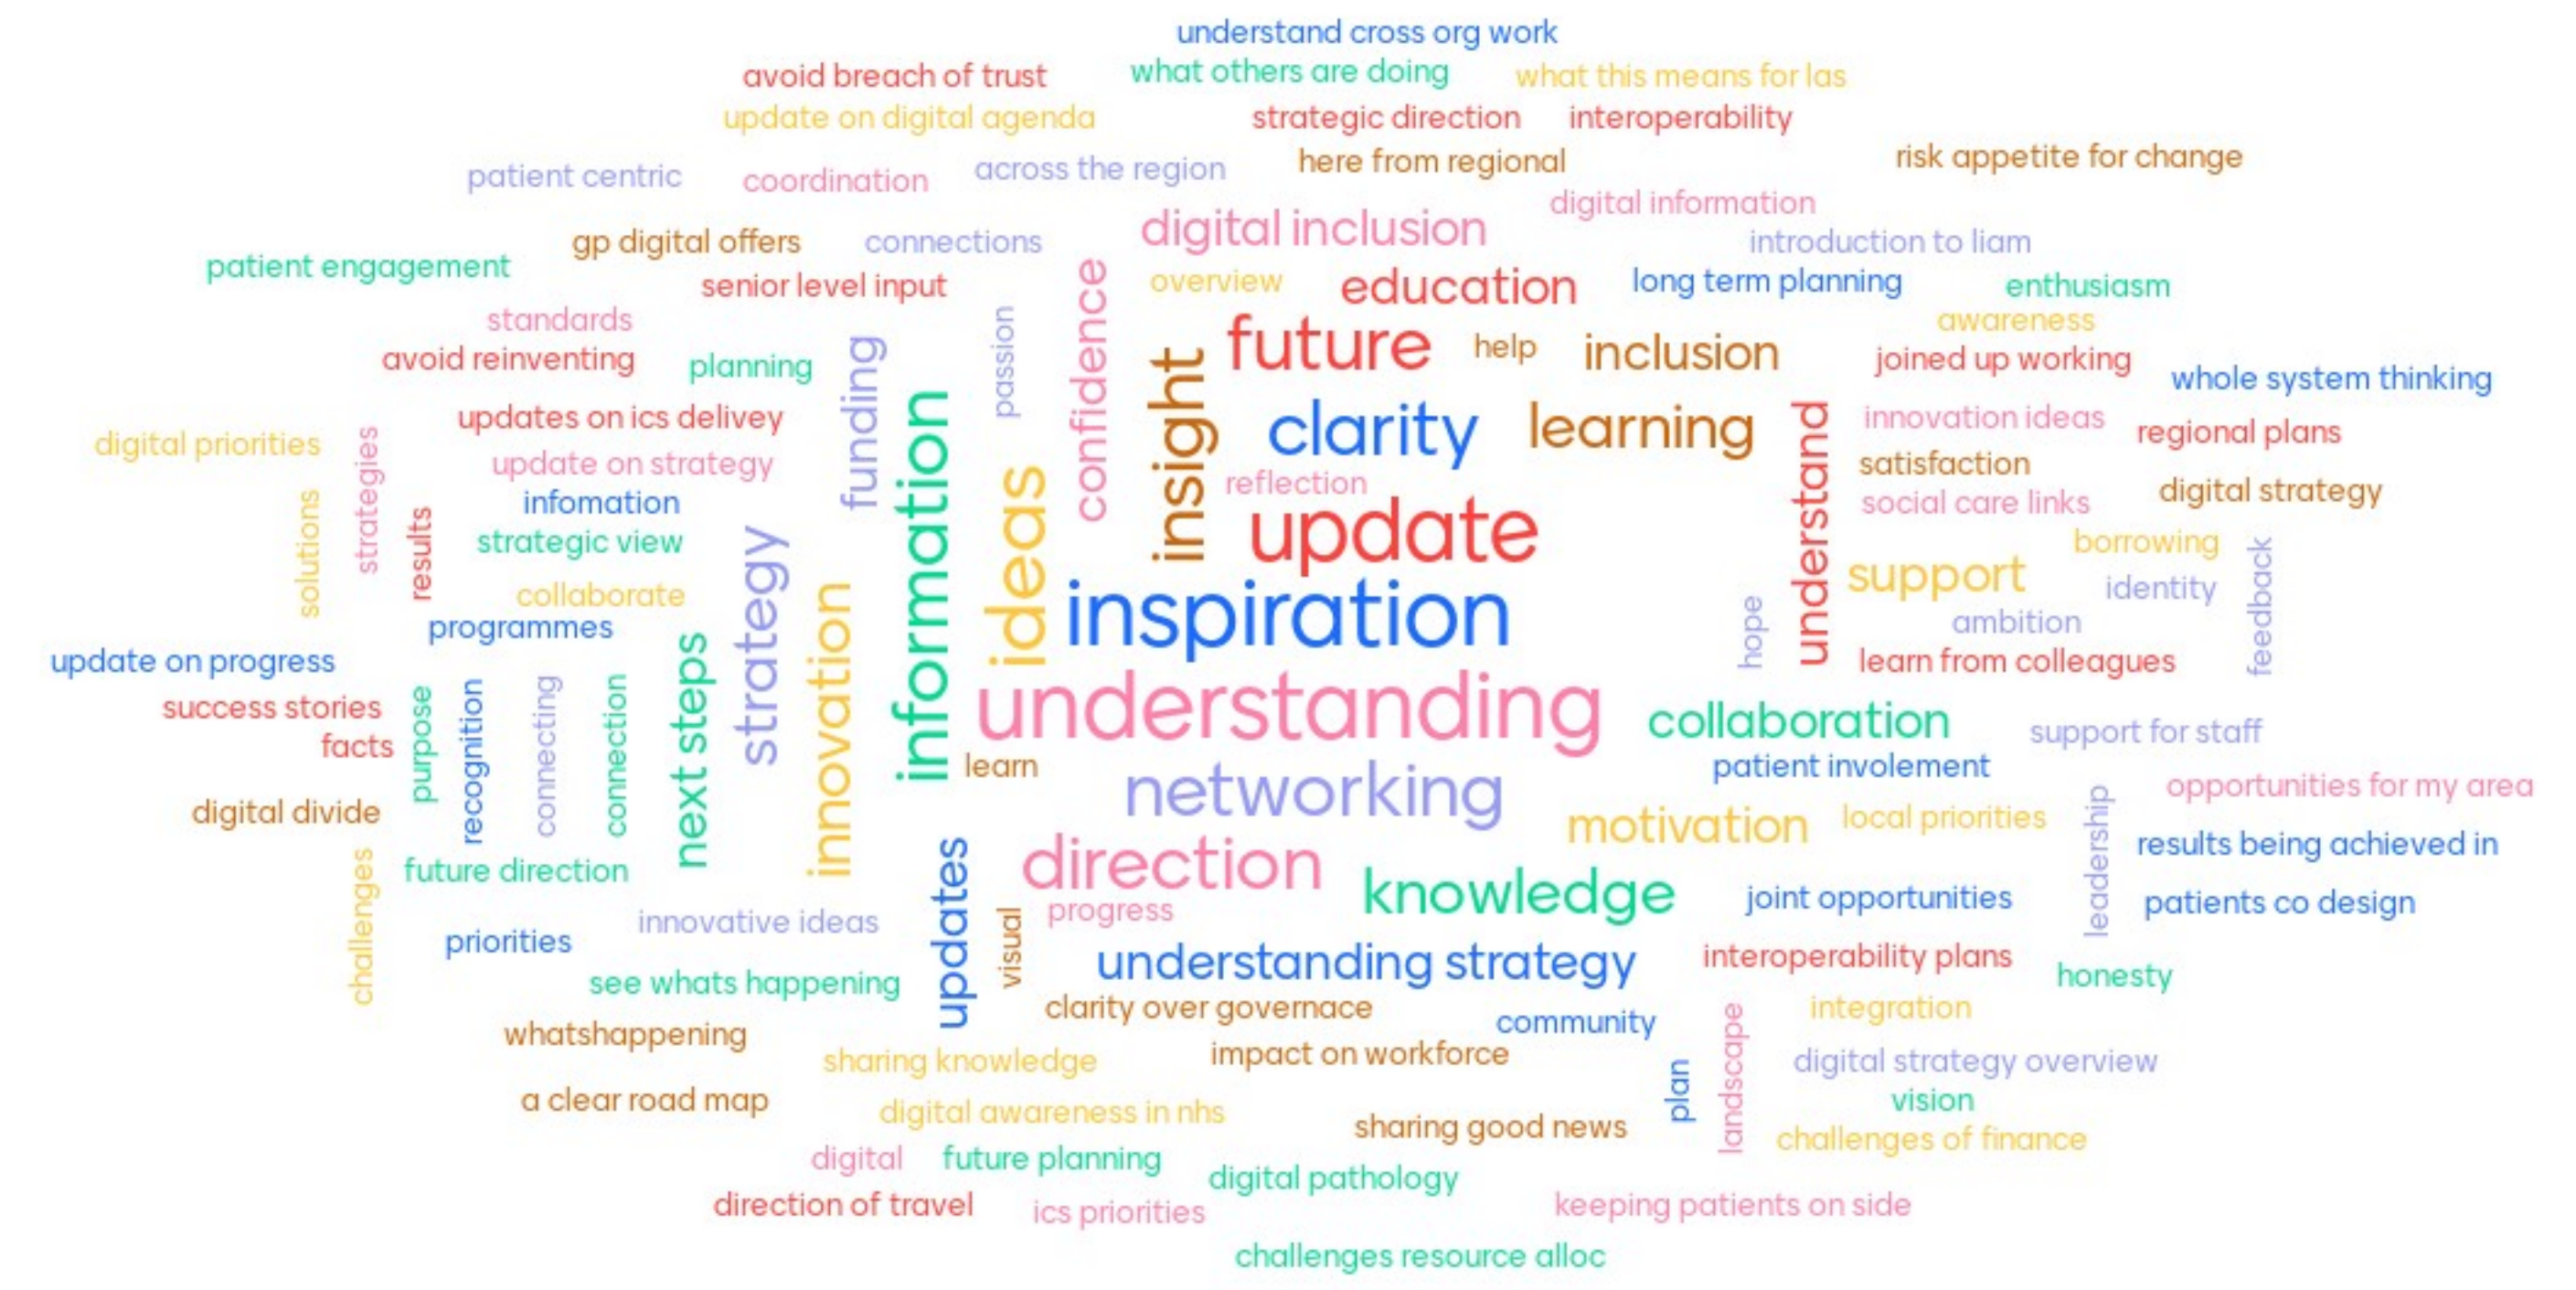 understand cross org work
avoid breach of trust
what others are doing
what this means for las
update on digital agenda
strategic direction
interoperability
patient centric
coordination
across the region
here from regional
risk appetite for change
digital information
digital inclusion
gp digital offers
connections
introduction to liam
patient engagement
senior level input
overview
education
long term planning
enthusiasm
standards
passion
confidence
future
help
inclusion
awareness
avoid reinventing
planning
funding
insight
joined up working
whole system thinking
updates on ics delivey
information
clarity
learning
understand
innovation ideas
regional plans
digital priorities
strategies
update on strategy
ideas
reflection
satisfaction
digital strategy
solutions
results
infomation
update
social care links
strategic view
strategy
borrowing
feedback
collaborate
innovation
inspiration
hope
support
identity
programmes
ambition
update on progress
next steps
understanding
learn from colleagues
success stories
purpose
recognition
connecting
connection
collaboration
support for staff
facts
learn
patient involement
digital divide
networking
motivation
local priorities
leadership
opportunities for my area
challenges
future direction
updates
direction
knowledge
results being achieved in
joint opportunities
patients co design
priorities
innovative ideas
visual
progress
see whats happening
understanding strategy
interoperability plans
honesty
whatshappening
clarity over governace
community
landscape
integration
sharing knowledge
impact on workforce
plan
digital strategy overview
a clear road map
digital awareness in nhs
sharing good news
vision
challenges of finance
digital
future planning
digital pathology
direction of travel
ics priorities
keeping patients on side
challenges resource alloc